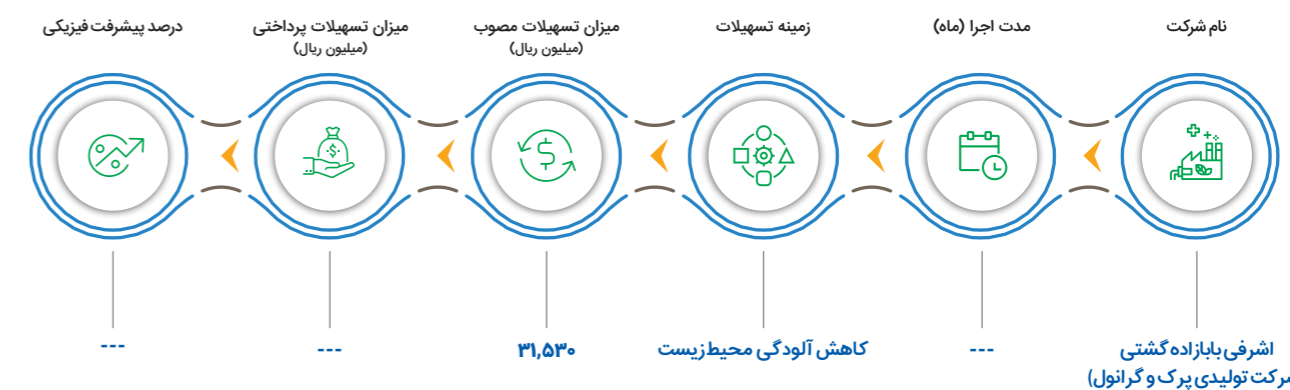 نام شرکت
مدت اجرا (ماه)
زمینه تسهیلات
میزان تسهیلات مصوب
(میلیون ریال)
میزان تسهیلات پرداختی
(میلیون ریال)
درصد پیشرفت فیزیکی
اشرفی بابازاده گشتی
شرکت تولیدی پرک و گرانول)
---
کاهش آلودگی محیط زیست
۳۱,۵۳۰
---
---